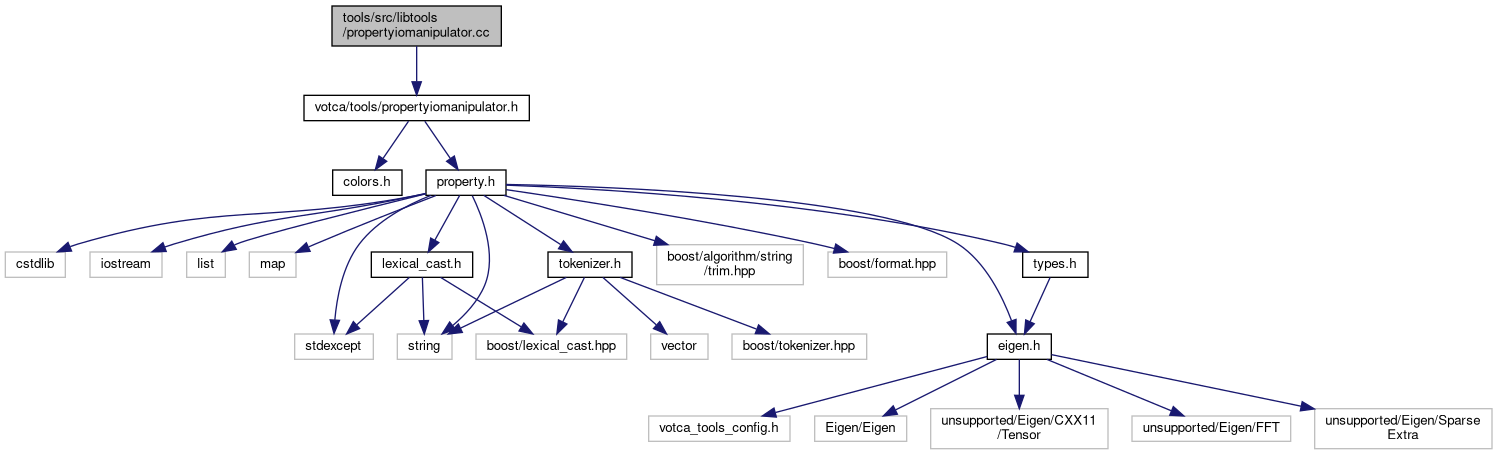 tools/src/libtools
/propertyiomanipulator.cc
votca/tools/propertyiomanipulator.h
colors.h
property.h
cstdlib
iostream
list
map
lexical_cast.h
tokenizer.h
boost/algorithm/string
/trim.hpp
boost/format.hpp
types.h
stdexcept
string
boost/lexical_cast.hpp
vector
boost/tokenizer.hpp
eigen.h
votca_tools_config.h
Eigen/Eigen
unsupported/Eigen/CXX11
/Tensor
unsupported/Eigen/FFT
unsupported/Eigen/Sparse
Extra